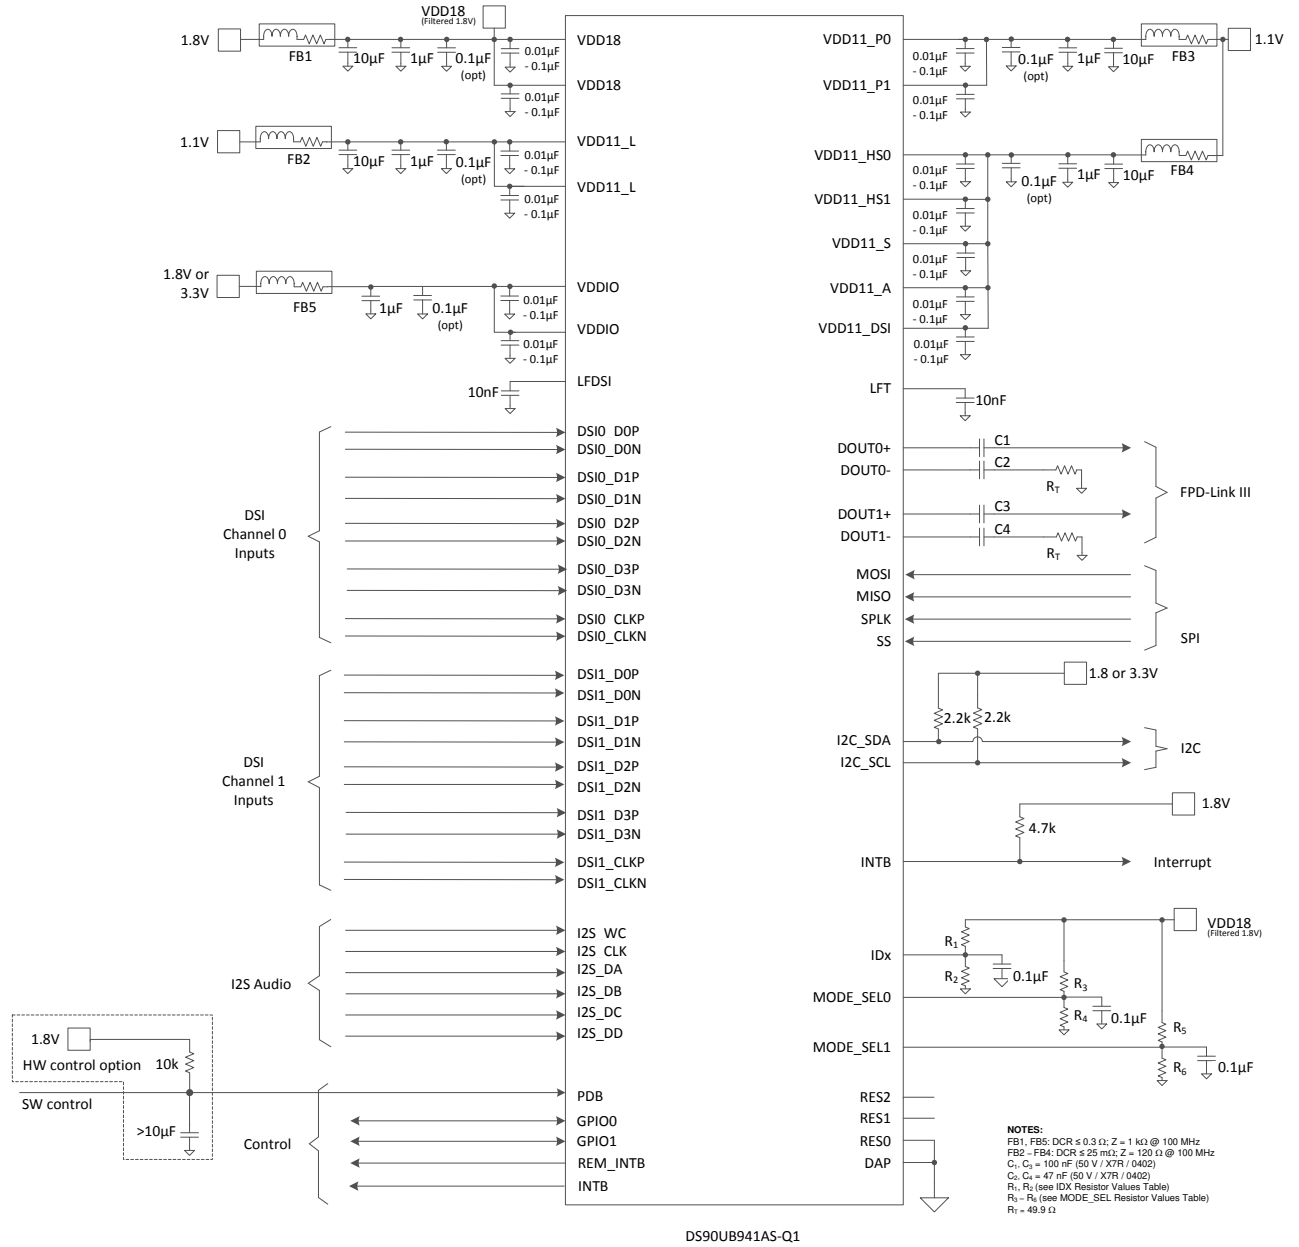 VDD18
(Filtered 1.8V)
1.8V
FB1
10µF
1µF
0.1µF
(opt)
0.01µF
- 0.1µF
VDD18
0.01µF
- 0.1µF
VDD18
1.1V
FB2
10µF
1µF
0.1µF
(opt)
0.01µF
- 0.1µF
VDD11_L
0.01µF
- 0.1µF
VDD11_L
1.8V or
3.3V
FB5
1µF
0.1µF
(opt)
0.01µF
- 0.1µF
VDDIO
0.01µF
- 0.1µF
VDDIO
10nF
LFDSI
DSI
Channel 0
Inputs
DSI0_D0P
DSI0_D0N
DSI0_D1P
DSI0_D1N
DSI0_D2P
DSI0_D2N
DSI0_D3P
DSI0_D3N
DSI0_CLKP
DSI0_CLKN
DSI
Channel 1
Inputs
DSI1_D0P
DSI1_D0N
DSI1_D1P
DSI1_D1N
DSI1_D2P
DSI1_D2N
DSI1_D3P
DSI1_D3N
DSI1_CLKP
DSI1_CLKN
I2S Audio
I2S_WC
I2S_CLK
I2S_DA
I2S_DB
I2S_DC
I2S_DD
1.8V
HW control option
10k
SW control
>10µF
Control
PDB
GPIO0
GPIO1
REM_INTB
INTB
VDD11_P0
0.01µF
- 0.1µF
0.1µF
(opt)
1µF
10µF
FB3
1.1V
VDD11_P1
0.01µF
- 0.1µF
VDD11_HS0
0.01µF
- 0.1µF
0.1µF
(opt)
1µF
10µF
FB4
VDD11_HS1
0.01µF
- 0.1µF
VDD11_S
0.01µF
- 0.1µF
VDD11_A
0.01µF
- 0.1µF
VDD11_DSI
0.01µF
- 0.1µF
LFT
10nF
DOUT0+
C1
DOUT0-
C2
RT
DOUT1+
C3
DOUT1-
C4
RT
FPD-Link III
MOSI
MISO
SPLK
SS
SPI
1.8 or 3.3V
2.2k
2.2k
I2C_SDA
I2C_SCL
I2C
1.8V
4.7k
INTB
Interrupt
VDD18
(Filtered 1.8V)
IDx
R1
R2
0.1µF
MODE_SEL0
R3
R4
0.1µF
MODE_SEL1
R5
R6
0.1µF
RES2
RES1
RES0
DAP
NOTES:
FB1, FB5: DCR ≤ 0.3 Ω; Z = 1 kΩ @ 100 MHz
FB2 – FB4: DCR ≤ 25 mΩ; Z = 120 Ω @ 100 MHz
C1, C3 = 100 nF (50 V / X7R / 0402)
C2, C4 = 47 nF (50 V / X7R / 0402)
R1, R2 (see IDX Resistor Values Table)
R3 – R6 (see MODE_SEL Resistor Values Table)
RT = 49.9 Ω
DS90UB941AS-Q1